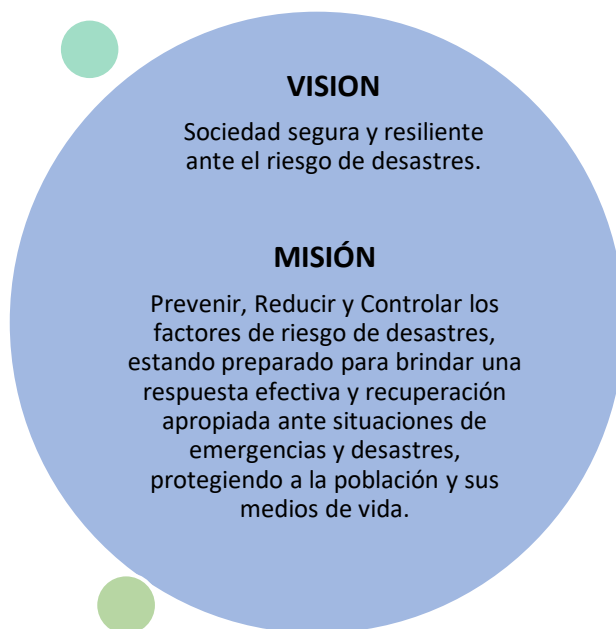 VISION
Sociedad segura y resiliente
ante el riesgo de desastres.
MISIÓN
Prevenir, Reducir y Controlar los
factores de riesgo de desastres,
estando preparado para brindar una
respuesta efectiva y recuperación
apropiada ante situaciones de
emergencias y desastres,
protegiendo a la población y sus
medios de vida.